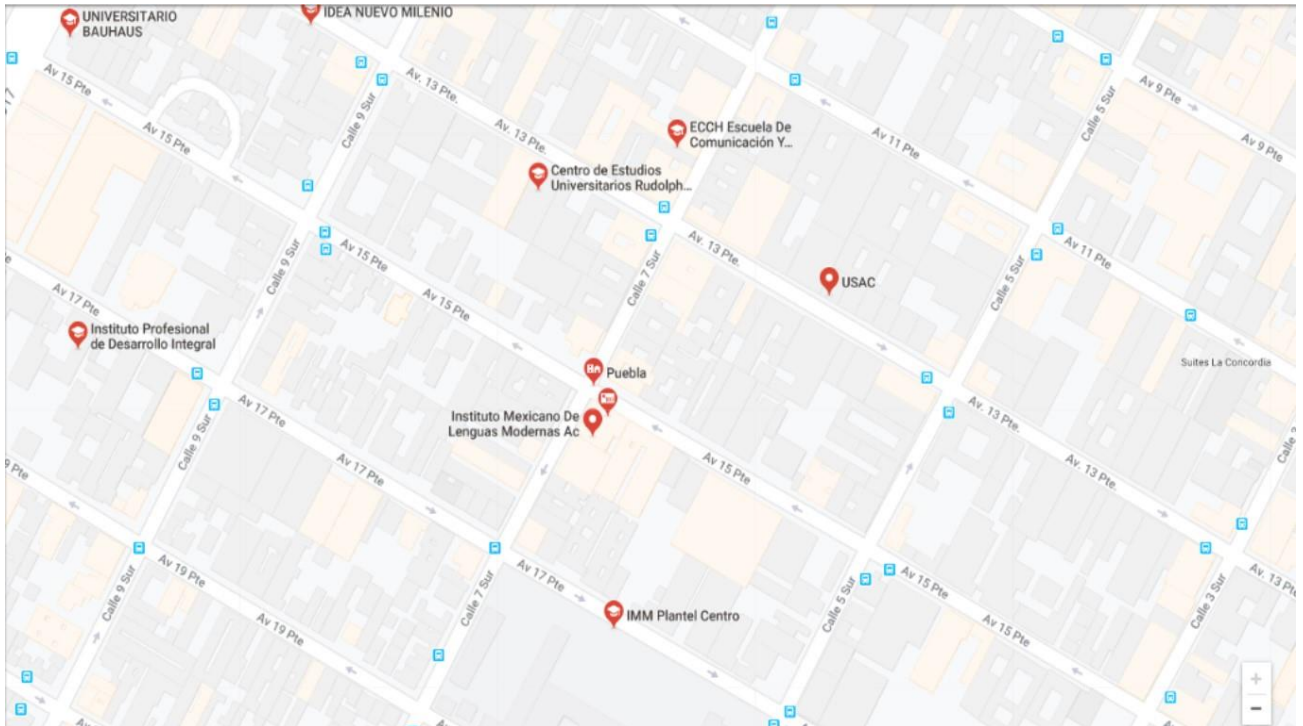 UNIVERSITARIO
BAUHAUS
IDEA NUEVO MILENIO
Av 15 Pte
Calle 9 Sur
Av. 13 Pte.
Calle 5 Sur
Av 9 Pte
Av 15 Pte
Av. 13 Pte.
ECCH Escuela De
Comunicación Y...
Av 11 Pte
Av 9 Pte
Centro de Estudios
Universitarios Rudolph...
Calle 9 Sur
Av 15 Pte
Av. 13 Pte.
Av 11 Pte
Calle 7 Sur
USAC
Calle 5 Sur
Av 17 Pte
Av 15 Pte
Instituto Profesional
de Desarrollo Integral
Suites La Concordia
Puebla
Instituto Mexicano De
Lenguas Modernas Ac
Av 17 Pte
Av. 13 Pte.
Calle 9 Sur
Av 17 Pte
Av 15 Pte
Av. 13 Pte.
Av 19 Pte
Calle 9 Sur
Calle 7 Sur
Av 17 Pte
Calle 5 Sur
Av 15 Pte
Calle 3 Sur
Av. 13 Pte
IMM Plantel Centro
Av 19 Pte